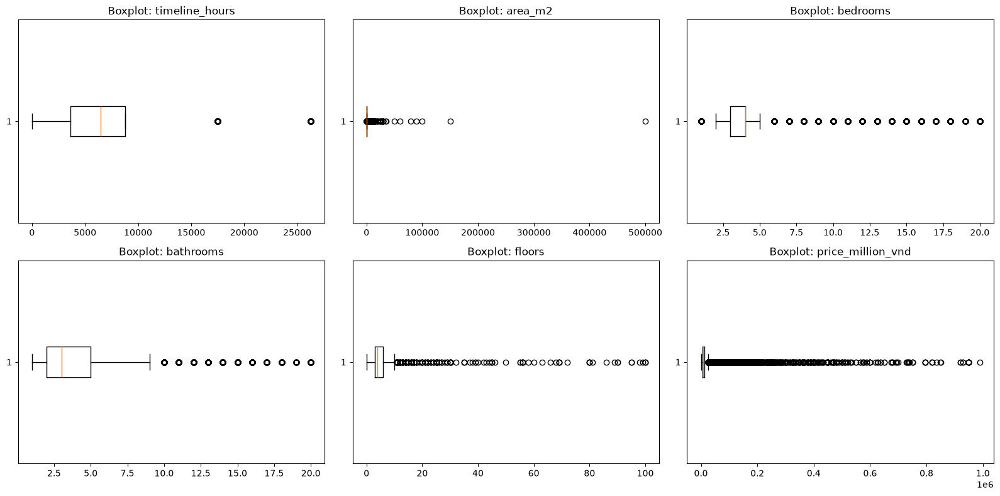 Boxplot: timeline_hours
1
0 5000 10000 15000 20000 25000
Boxplot: area_m2
1
0 100000 200000 300000 400000 500000
Boxplot: bedrooms
1
2.5 5.0 7.5 10.0 12.5 15.0 17.5 20.0
Boxplot: bathrooms
1
2.5 5.0 7.5 10.0 12.5 15.0 17.5 20.0
Boxplot: floors
1
0 20 40 60 80 100
Boxplot: price_million_vnd
1
0.0 0.2 0.4 0.6 0.8 1.0
1e6